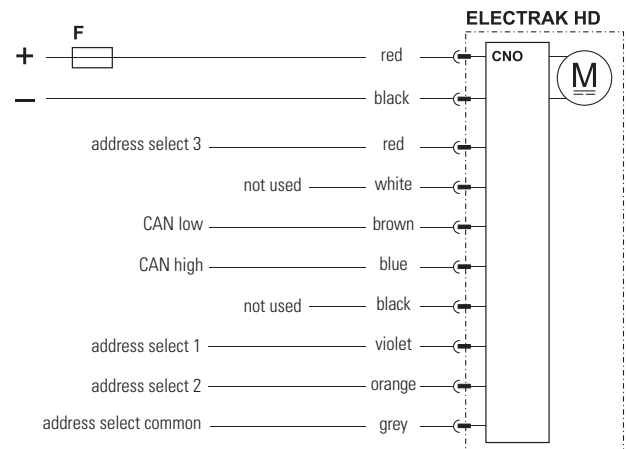 ELECTRAK HD
F
+ red CNO
M
– black
address select 3 red
not used white
CAN low brown
CAN high blue
not used black
address select 1 violet
address select 2 orange
address select common grey